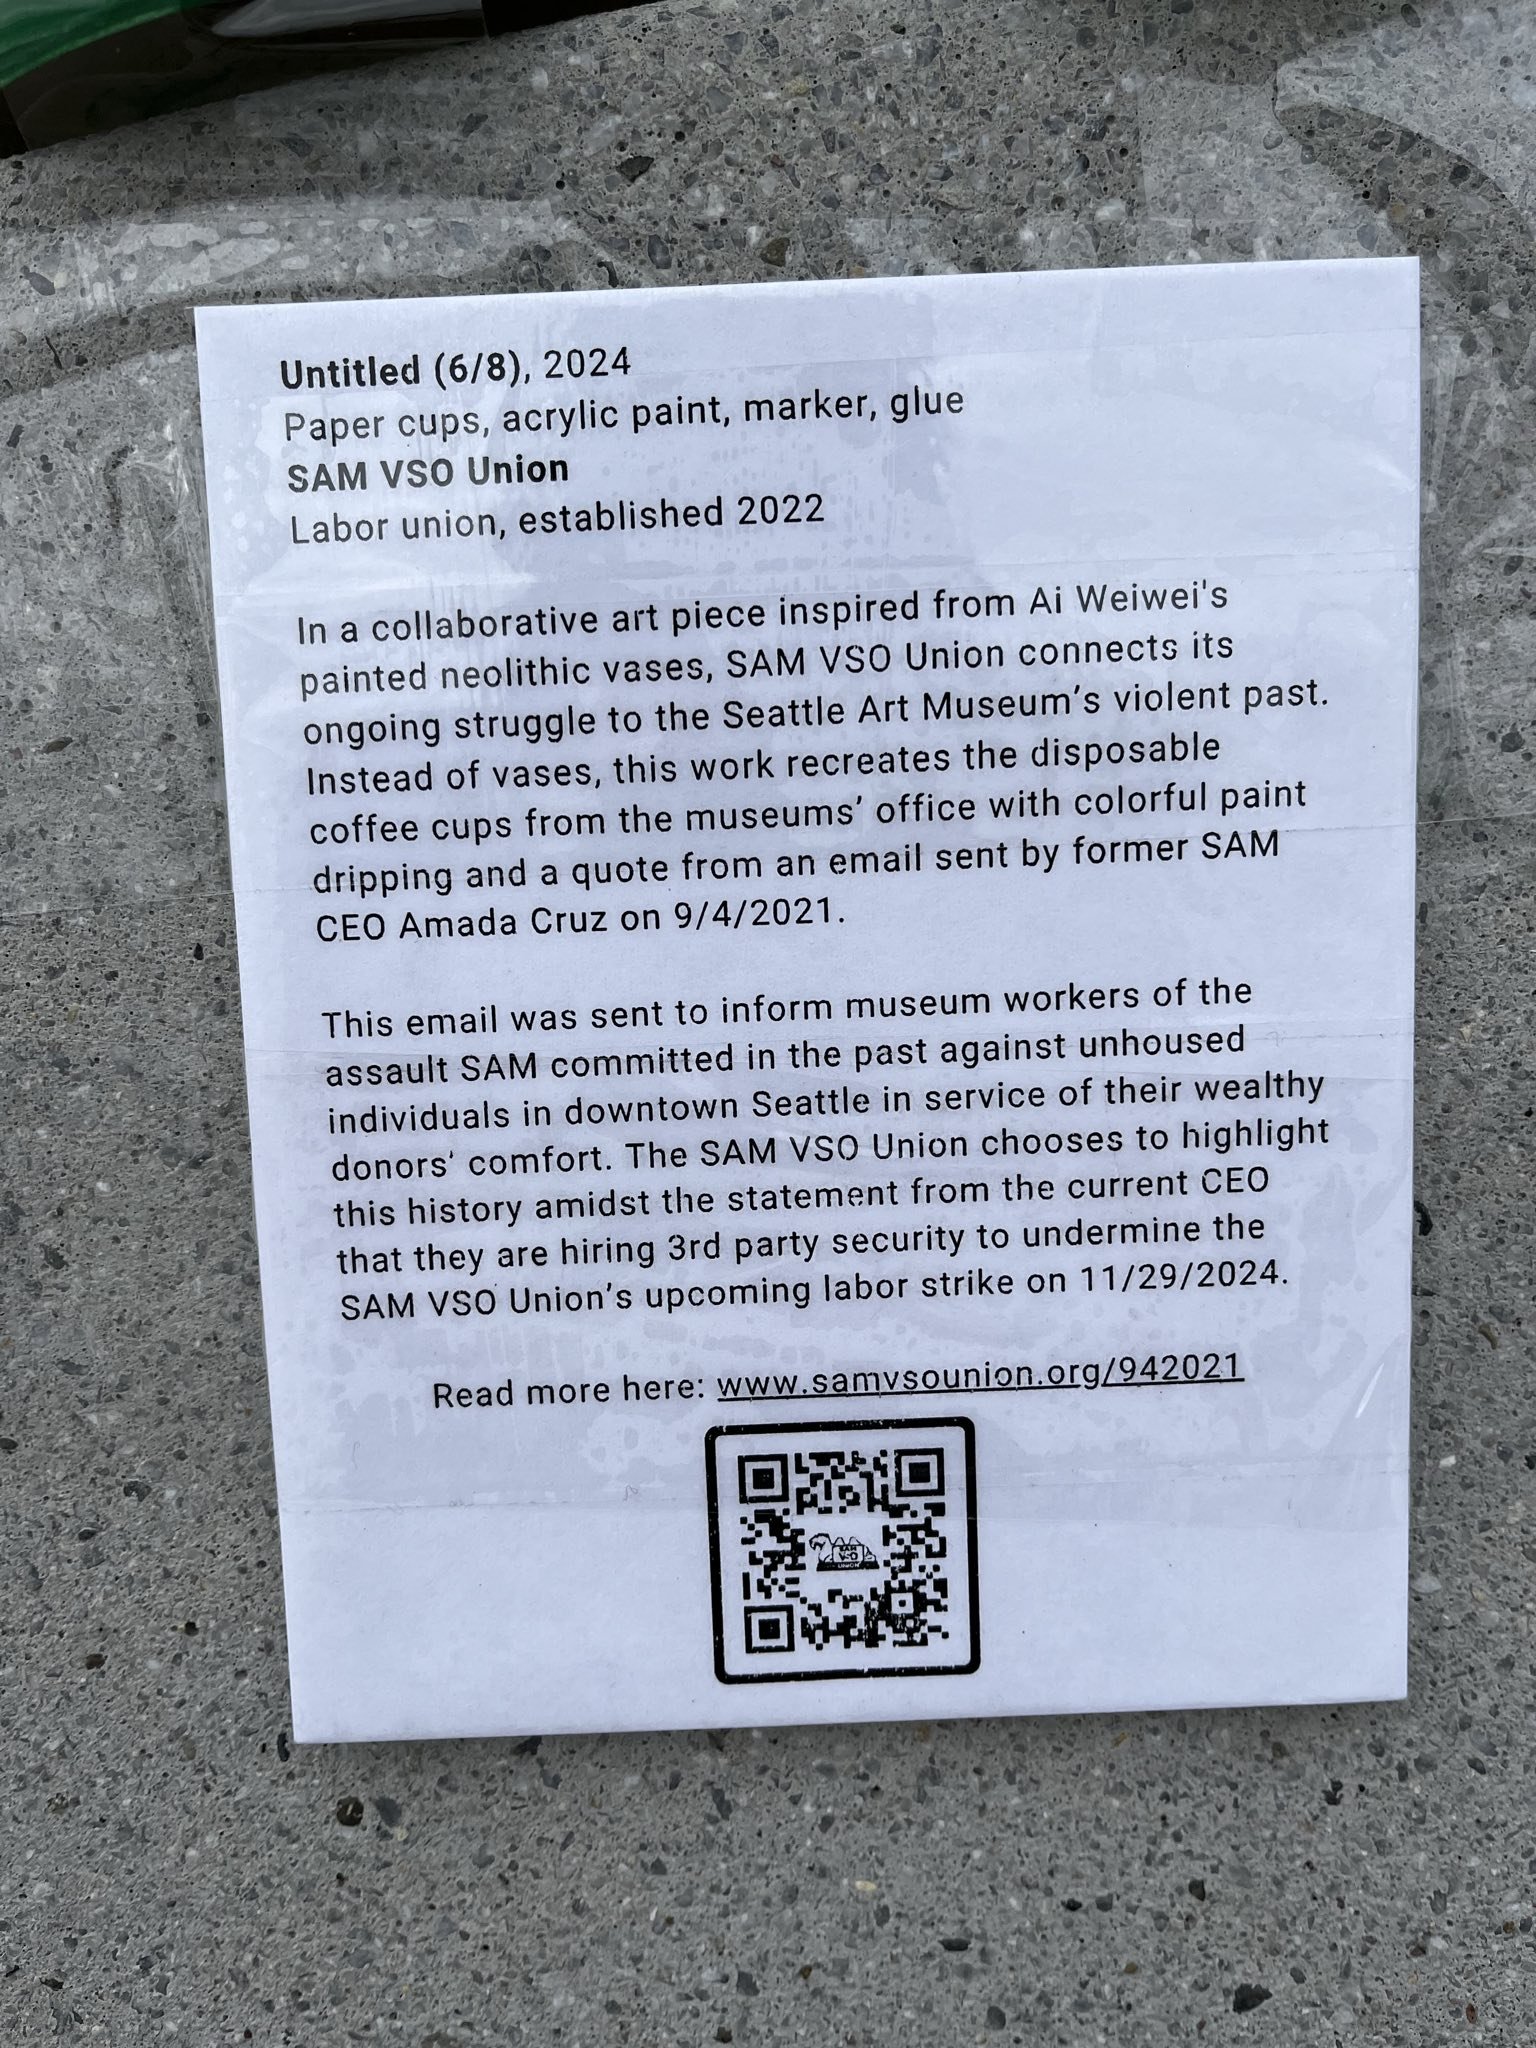 Untitled (6/8), 2024
Paper cups, acrylic paint, marker, glue
SAM VSO Union
Labor union, established 2022
In a collaborative art piece inspired from Ai Weiwei's
painted neolithic vases, SAM VSO Union connects its
ongoing struggle to the Seattle Art Museum’s violent past.
Instead of vases, this work recreates the disposable
coffee cups from the museums’ office with colorful paint
dripping and a quote from an email sent by former SAM
CEO Amada Cruz on 9/4/2021.
This email was sent to inform museum workers of the
assault SAM committed in the past against unhoused
individuals in downtown Seattle in service of their wealthy
donors’ comfort. The SAM VSO Union chooses to highlight
this history amidst the statement from the current CEO
that they are hiring 3rd party security to undermine the
SAM VSO Union’s upcoming labor strike on 11/29/2024.
Read more here: www.samvsounion.org/942021
SAM
VSO
UNION